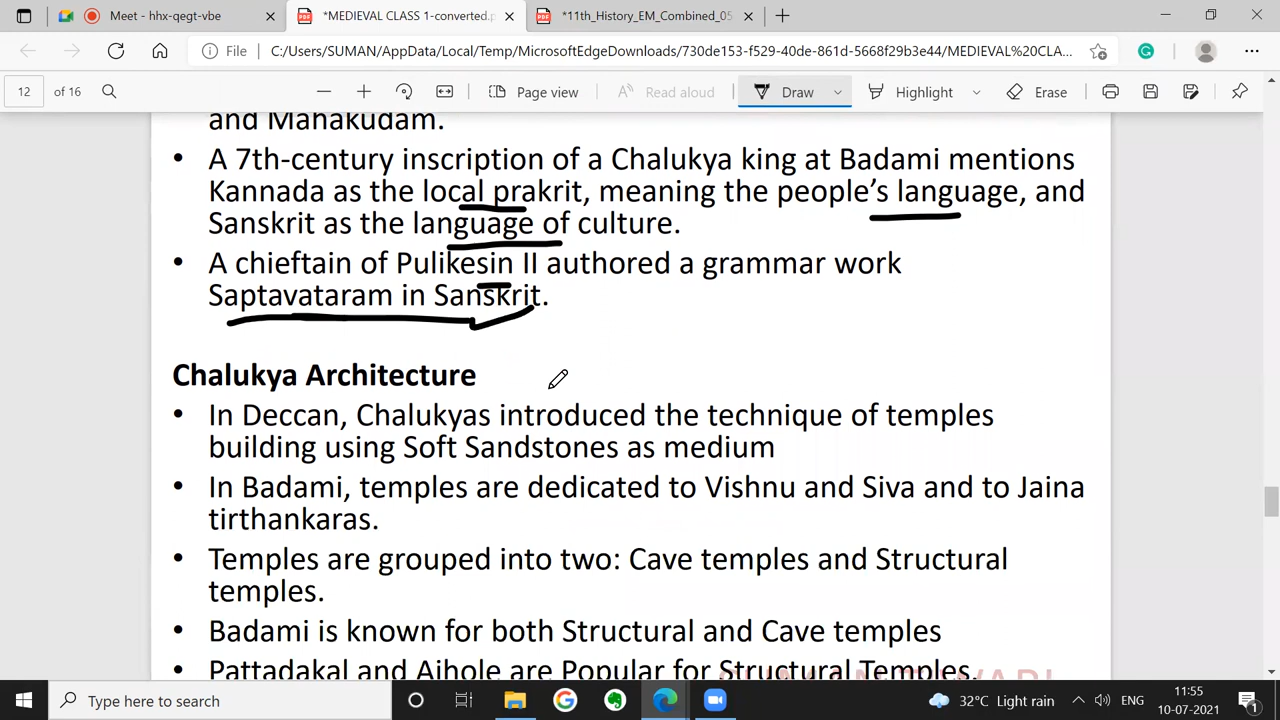 Meet - hhx-qegt-vbe
*MEDIEVAL CLASS 1-converted.p
*11th_History_EM_Combined_05
File
C:/Users/SUMAN/AppData/Local/Temp/MicrosoftEdgeDownloads/730de153-f529-40de-861d-5668f29b3e44/MEDIEVAL%20CLA...
12 of 16
Page view
Read aloud
Draw
Highlight
Erase
and Mahakudam.
• A 7th-century inscription of a Chalukya king at Badami mentions
Kannada as the local prakrit, meaning the people’s language, and
Sanskrit as the language of culture.
• A chieftain of Pulikesin II authored a grammar work
Saptavataram in Sanskrit.
Chalukya Architecture
• In Deccan, Chalukyas introduced the technique of temples
building using Soft Sandstones as medium
• In Badami, temples are dedicated to Vishnu and Siva and to Jaina
tirthankaras.
• Temples are grouped into two: Cave temples and Structural
temples.
• Badami is known for both Structural and Cave temples
• Pattadakal and Aihole are Popular for Structural Temples.
Type here to search
32°C Light rain
ENG
11:55
10-07-2021
1